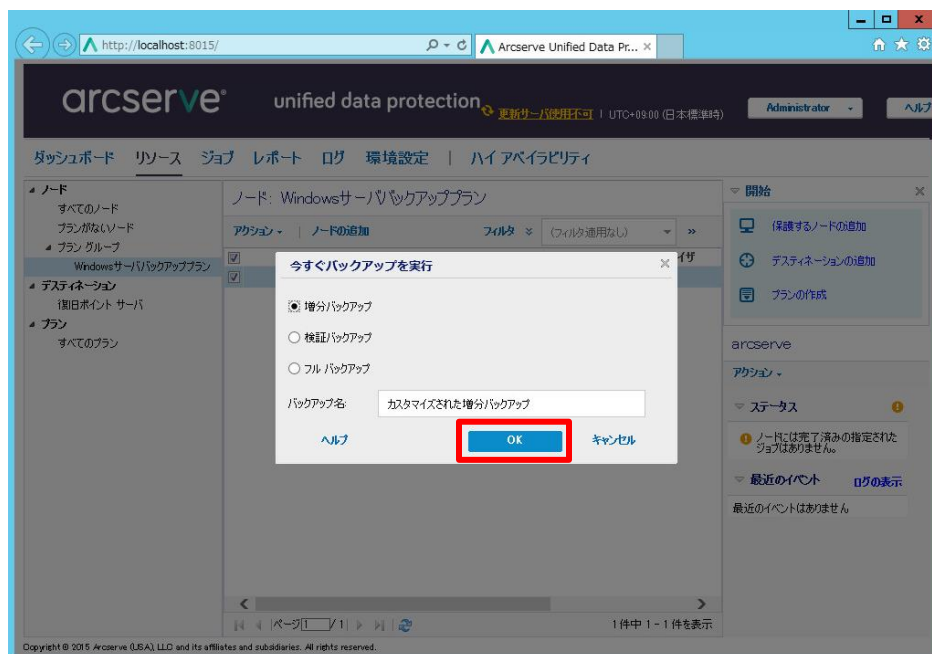 http://localhost:8015/
Arcserve Unified Data Pr...
arcserve®
unified data protection
更新サーバ使用不可 | UTC+09:00 (日本標準時)
Administrator
ヘルプ
ダッシュボード リソース ジョブ レポート ログ 環境設定 | ハイ アベイラビリティ
ノード
すべてのノード
プランがないノード
プラン グループ
Windowsサーババックアッププラン
デスティネーション
復旧ポイント サーバ
プラン
すべてのプラン
ノード: Windowsサーババックアッププラン
アクション | ノードの追加 フィルタ (フィルタ適用なし) »
イザ
今すぐバックアップを実行
増分バックアップ
検証バックアップ
フル バックアップ
バックアップ名: カスタマイズされた増分バックアップ
ヘルプ OK キャンセル
ページ 1 / 1
1件中 1 - 1 件を表示
開始
保護するノードの追加
デスティネーションの追加
プランの作成
arcserve
アクション
ステータス
ノードには完了済みの指定された
ジョブはありません。
最近のイベント ログの表示
最近のイベントはありません
Copyright © 2015 Arcserve (USA), LLC and its affiliates and subsidiaries. All rights reserved.